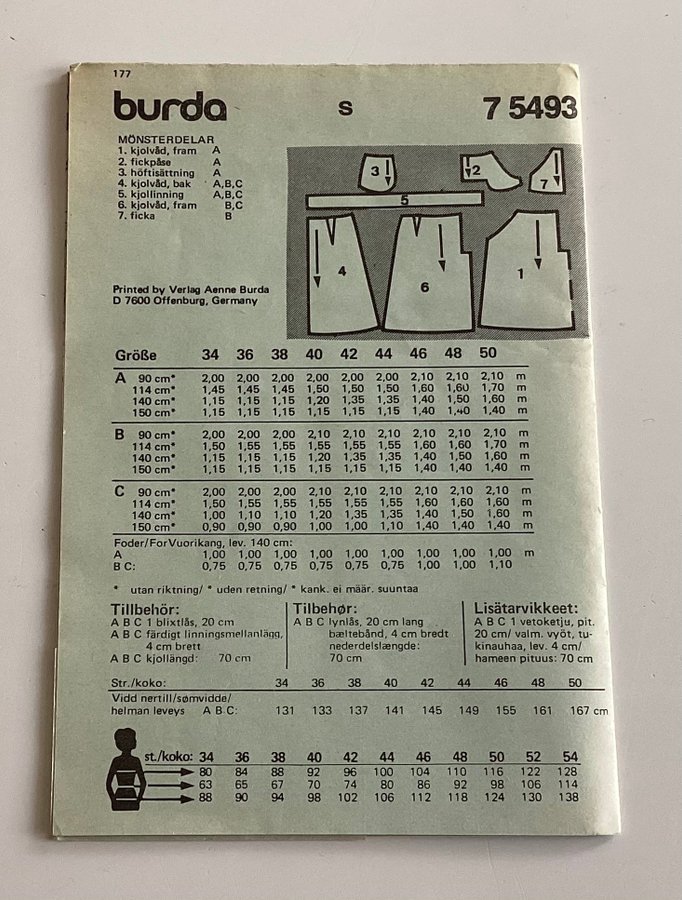 177
burda S 7 5493
MÖNSTERDELAR
1. kjolvåd, fram A
2. fickpåse A
3. höftisättning A
4. kjolvåd, bak A,B,C
5. kjollinning A,B,C
6. kjolvåd, fram B,C
7. ficka B
3 2 7
5
4 6 1
Printed by Verlag Aenne Burda
D 7600 Offenburg, Germany
Größe 34 36 38 40 42 44 46 48 50
A 90 cm* 2,00 2,00 2,00 2,00 2,00 2,00 2,10 2,10 2,10 m
114 cm* 1,45 1,45 1,45 1,50 1,50 1,50 1,60 1,60 1,70 m
140 cm* 1,15 1,15 1,15 1,20 1,35 1,35 1,40 1,50 1,60 m
150 cm* 1,15 1,15 1,15 1,15 1,15 1,15 1,40 1,40 1,40 m
B 90 cm* 2,00 2,00 2,00 2,10 2,10 2,10 2,10 2,10 2,10 m
114 cm* 1,50 1,55 1,55 1,55 1,55 1,55 1,60 1,60 1,70 m
140 cm* 1,15 1,15 1,15 1,20 1,35 1,35 1,40 1,50 1,60 m
150 cm* 1,15 1,15 1,15 1,15 1,15 1,15 1,40 1,40 1,40 m
C 90 cm* 2,00 2,00 2,00 2,10 2,10 2,10 2,10 2,10 2,10 m
114 cm* 1,50 1,55 1,55 1,55 1,55 1,55 1,60 1,60 1,60 m
140 cm* 1,00 1,10 1,10 1,20 1,35 1,35 1,40 1,50 1,60 m
150 cm* 0,90 0,90 0,90 1,00 1,00 1,10 1,40 1,40 1,40 m
Foder/For Vuorikang, lev. 140 cm:
A 1,00 1,00 1,00 1,00 1,00 1,00 1,00 1,00 1,00 m
B C: 0,75 0,75 0,75 0,75 0,75 0,75 1,00 1,00 1,10
* utan riktning/ * uden retning/ * kank. ei määr. suuntaa
Tillbehör:
A B C 1 blixtlås, 20 cm
A B C färdigt linningsmellanlägg,
4 cm brett
A B C kjollängd: 70 cm
Tilbehør:
A B C lynlås, 20 cm lang
bæltebånd, 4 cm bredt
nederdelslængde:
70 cm
Lisätarvikkeet:
A B C 1 vetoketju, pit.
20 cm/ valm. vyöt, tu-
kinauhaa, lev. 4 cm/
hameen pituus: 70 cm
Str./koko: 34 36 38 40 42 44 46 48 50
Vidd nertill/sømvidde/
helman leveys A B C: 131 133 137 141 145 149 155 161 167 cm
st./koko: 34 36 38 40 42 44 46 48 50 52 54
80 84 88 92 96 100 104 110 116 122 128
63 65 67 70 74 80 86 92 98 106 114
88 90 94 98 102 106 112 118 124 130 138